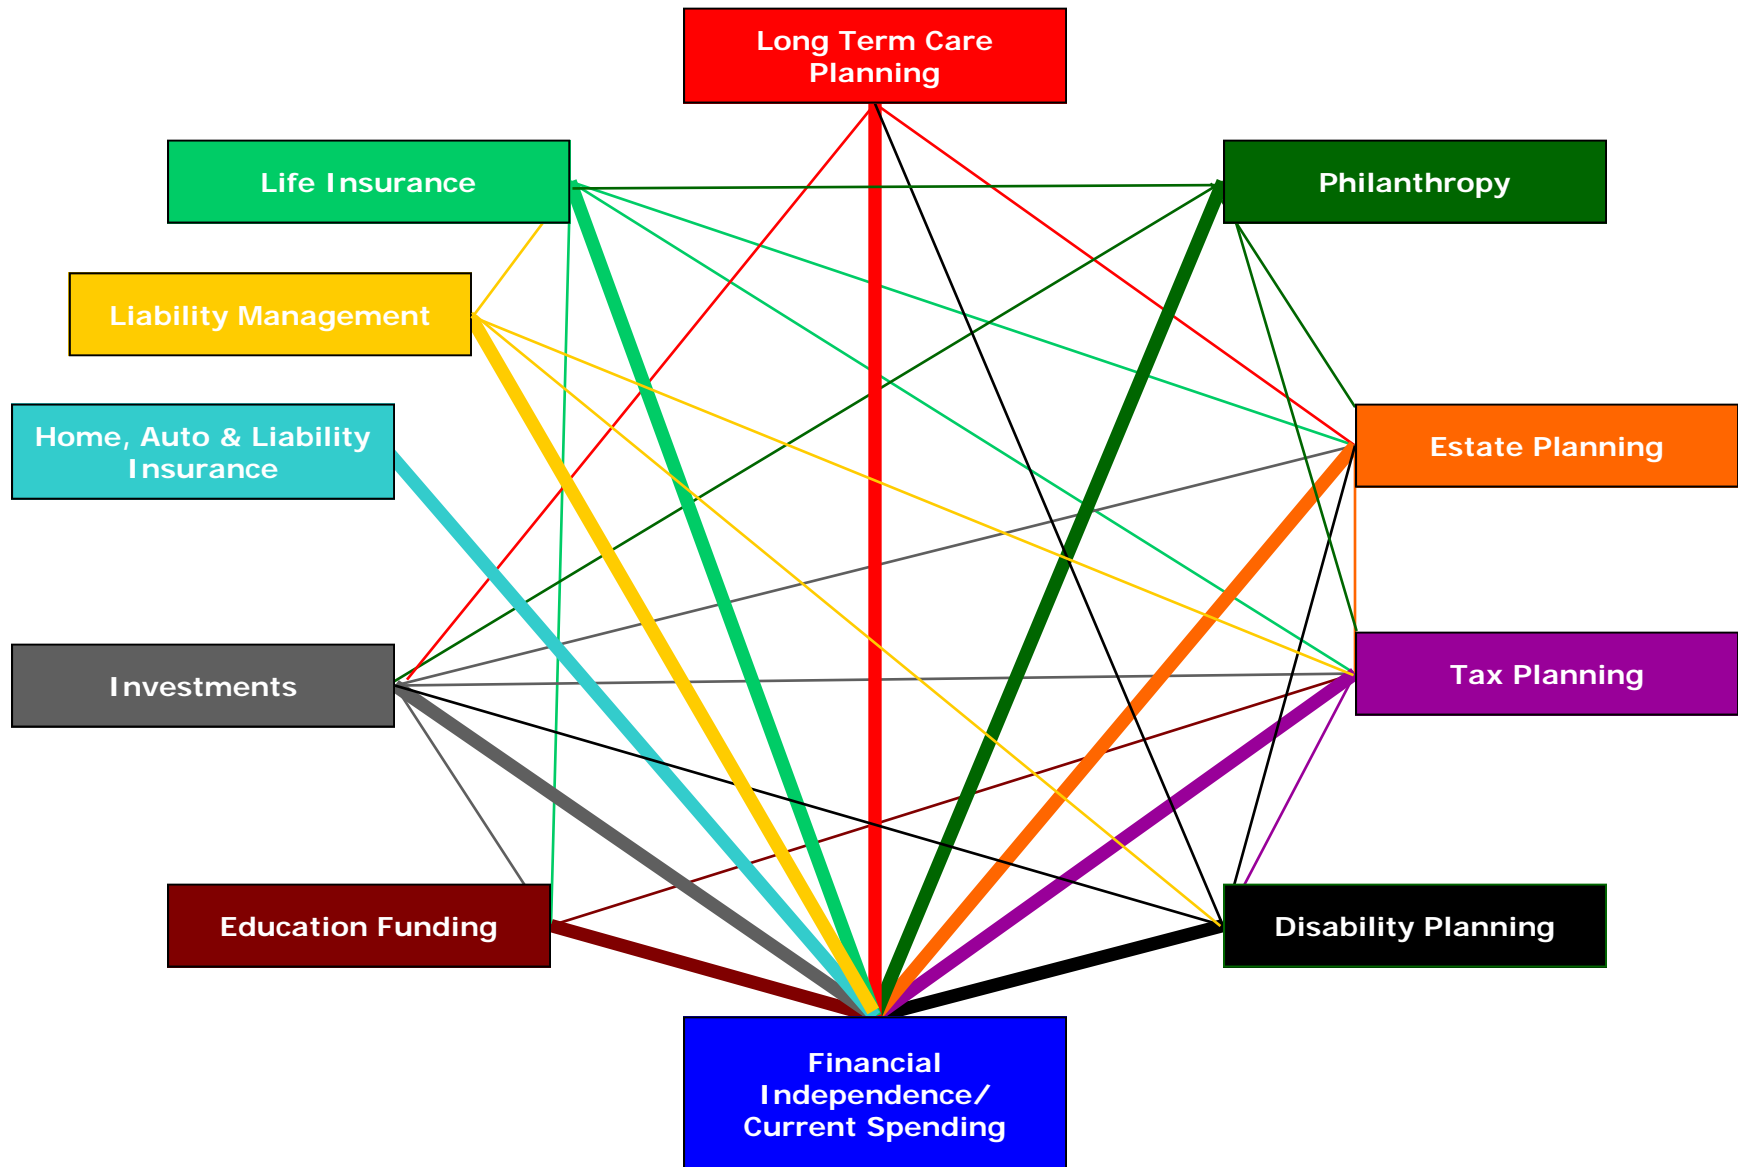 Long Term Care
Planning
Life Insurance
Philanthropy
Liability Management
Home, Auto & Liability
Insurance
Estate Planning
Investments
Tax Planning
Education Funding
Disability Planning
Financial
Independence/
Current Spending